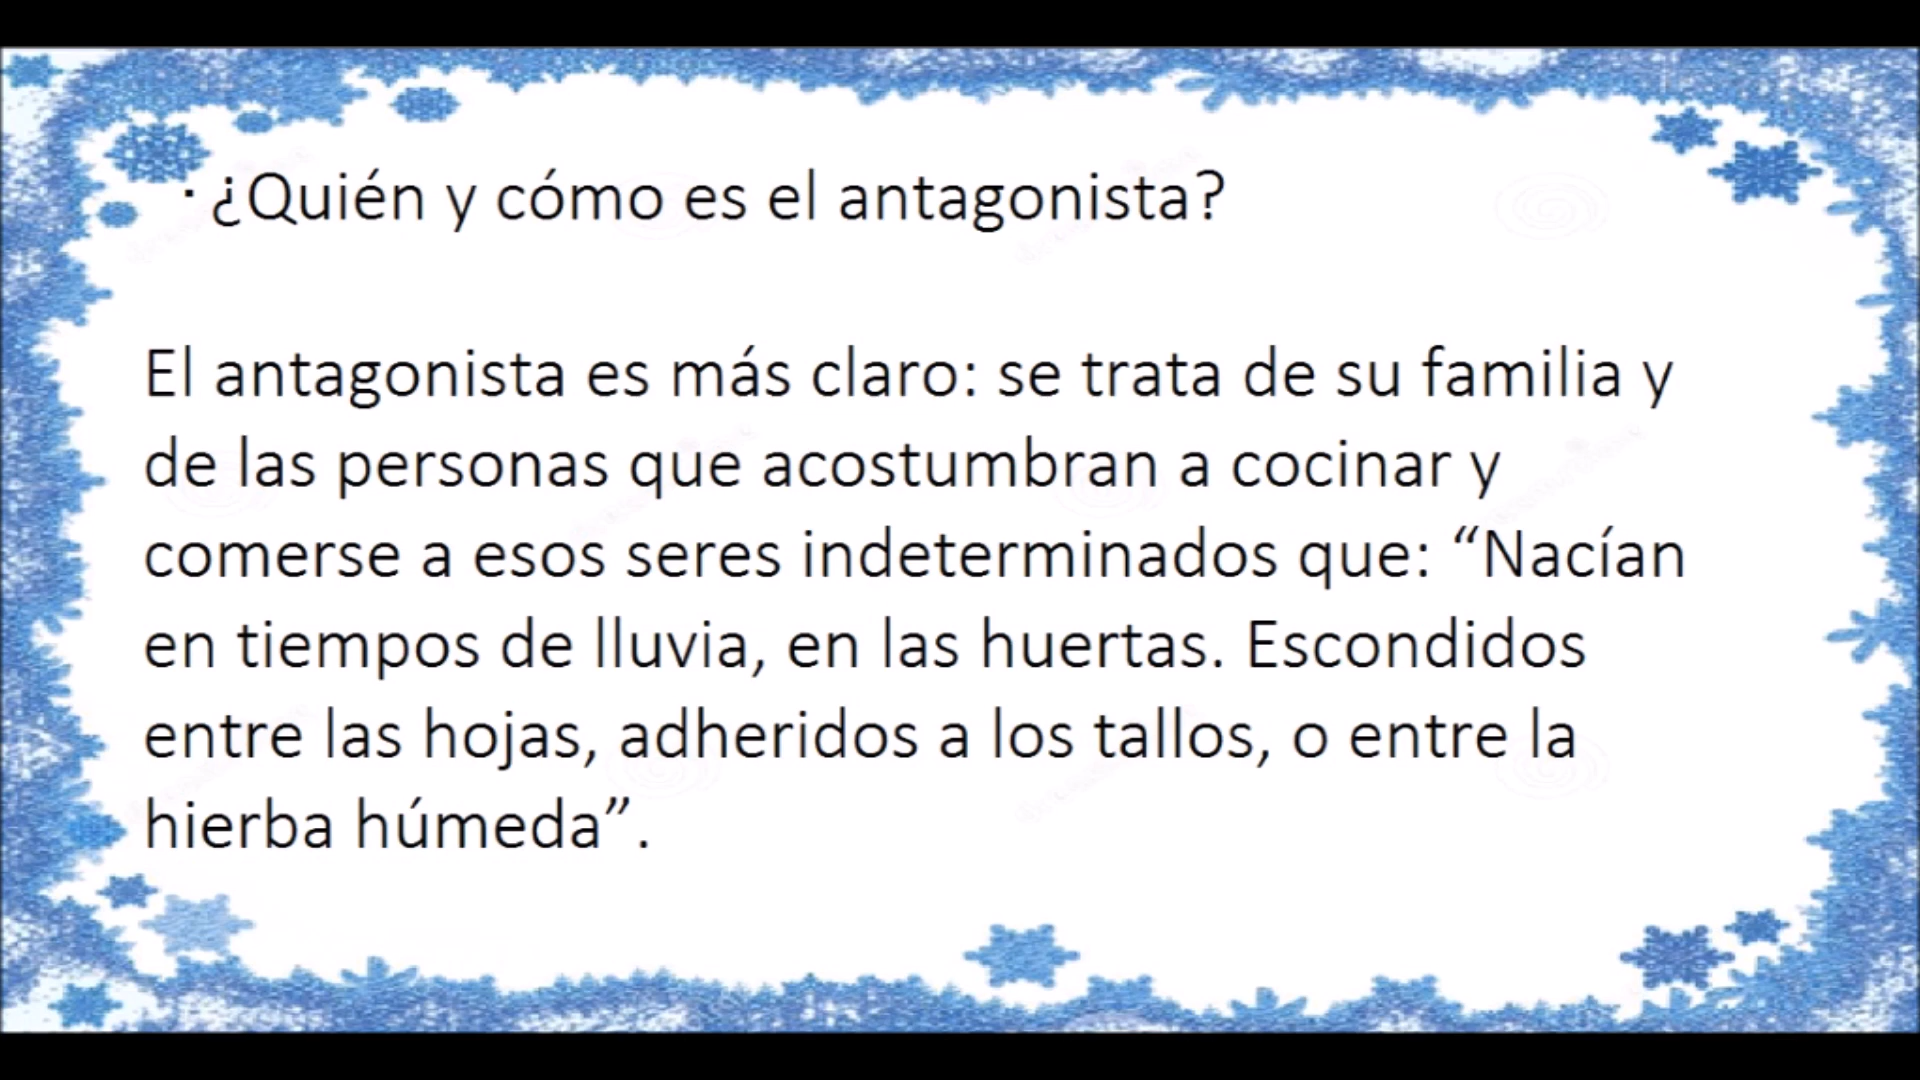 · ¿Quién y cómo es el antagonista?
El antagonista es más claro: se trata de su familia y
de las personas que acostumbran a cocinar y
comerse a esos seres indeterminados que: “Nacían
en tiempos de lluvia, en las huertas. Escondidos
entre las hojas, adheridos a los tallos, o entre la
hierba húmeda”.